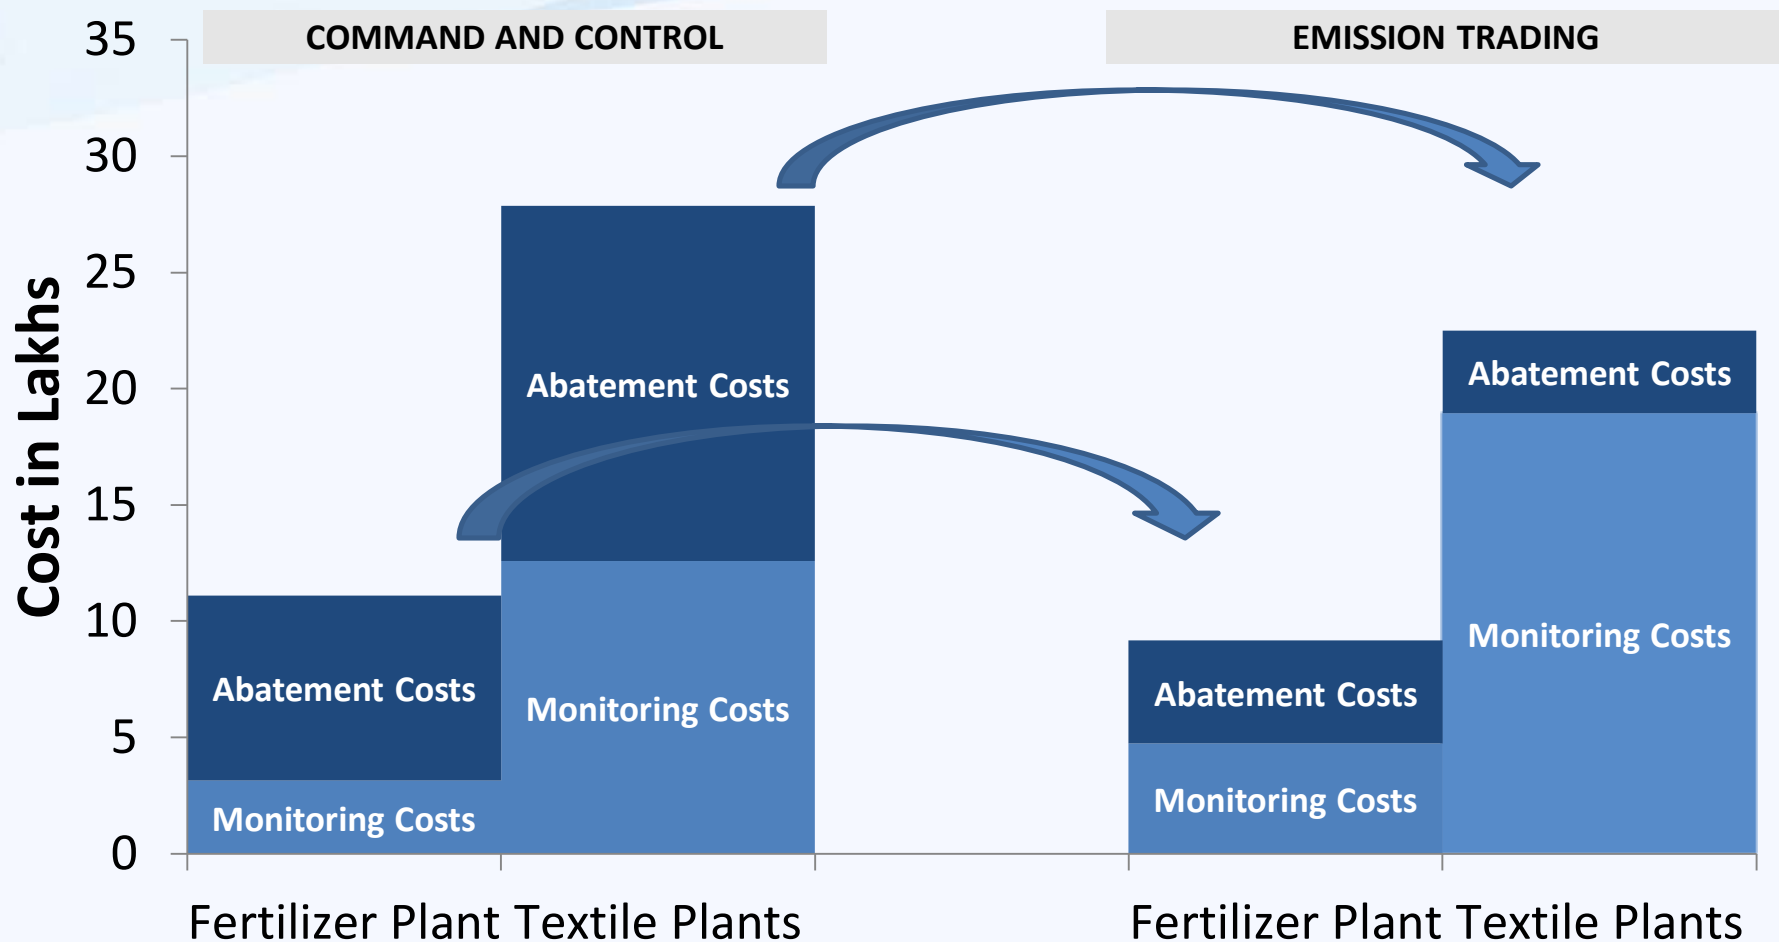 COMMAND AND CONTROL
EMISSION TRADING
Cost in Lakhs
35
30
25
20
15
10
5
0
Abatement Costs
Monitoring Costs
Abatement Costs
Monitoring Costs
Abatement Costs
Monitoring Costs
Abatement Costs
Monitoring Costs
Fertilizer Plant Textile Plants
Fertilizer Plant Textile Plants